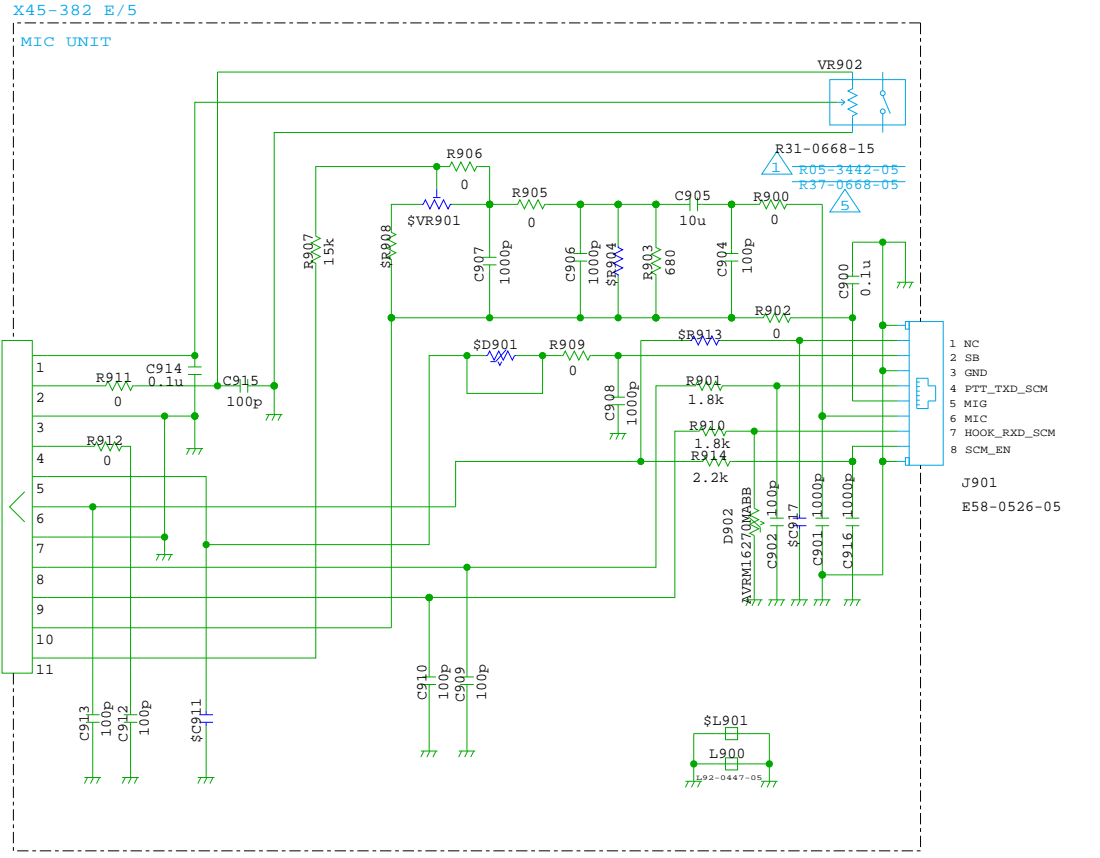 X45-382 E/5
MIC UNIT
VR902
R31-0668-15
1
R05-3442-05
R37-0668-05
5
R906
0
R905
0
C905
10u
R900
0
$VR901
R907
15k
$R908
C907
1000p
C906
1000p
$R904
R903
680
C904
100p
C900
0.1u
R902
0
$R913
$D901
R909
0
C908
1000p
R901
1.8k
R910
1.8k
R914
2.2k
1 NC
2 SB
3 GND
4 PTT_TXD_SCM
5 MIG
6 MIC
7 HOOK_RXD_SCM
8 SCM_EN
J901
E58-0526-05
D902
AVRM16270MABB
C902
100p
$C917
C901
1000p
C916
1000p
C914
0.1u
R911
0
C915
100p
R912
0
1
2
3
4
5
6
7
8
9
10
11
C913
100p
C912
100p
$C911
C910
100p
C909
100p
$L901
L900
L92-0447-05